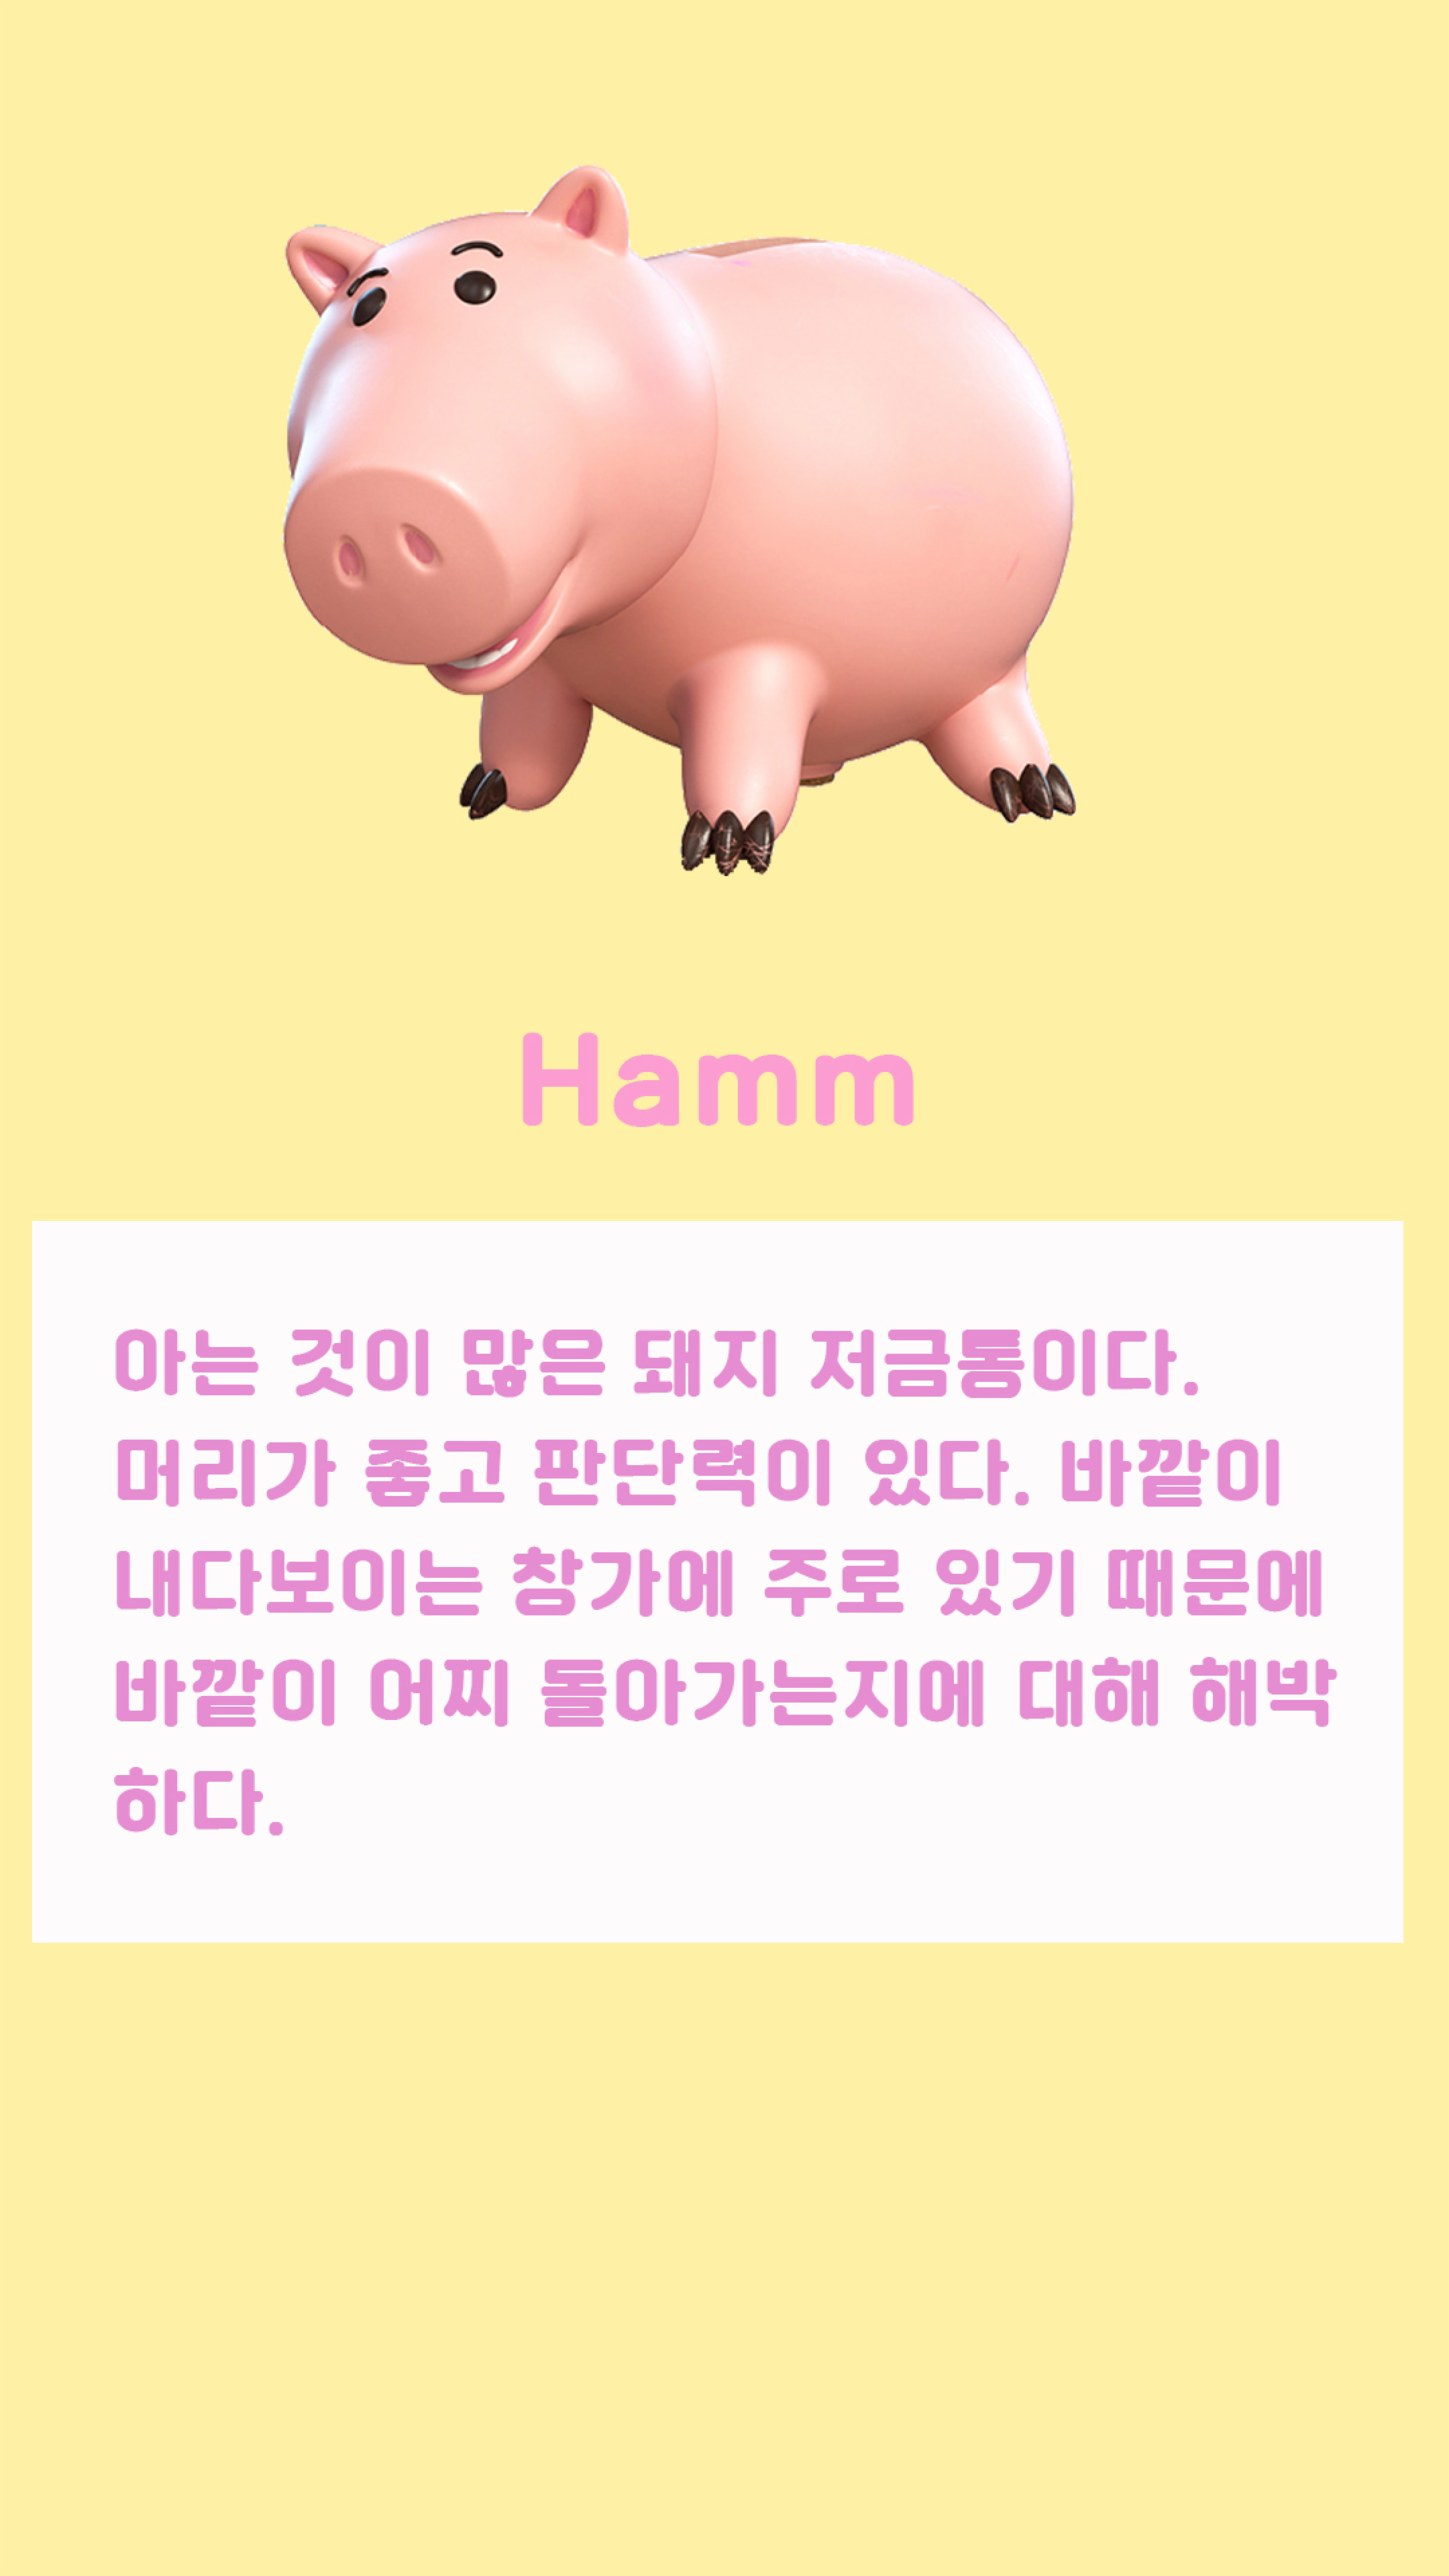 Hamm
아는 것이 많은 돼지 저금통이다.
머리가 좋고 판단력이 있다. 바깥이
내다보이는 창가에 주로 있기 때문에
바깥이 어찌 돌아가는지에 대해 해박
하다.